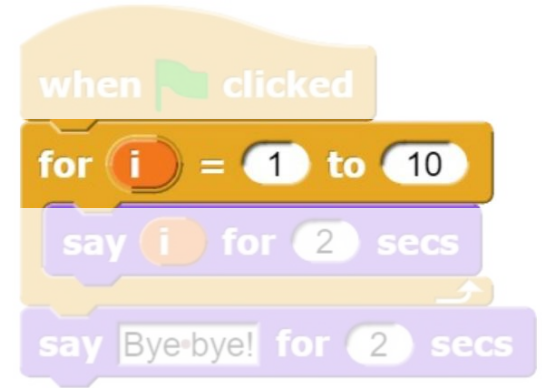 when clicked
for i = 1 to 10
say i for 2 secs
say Bye bye! for 2 secs